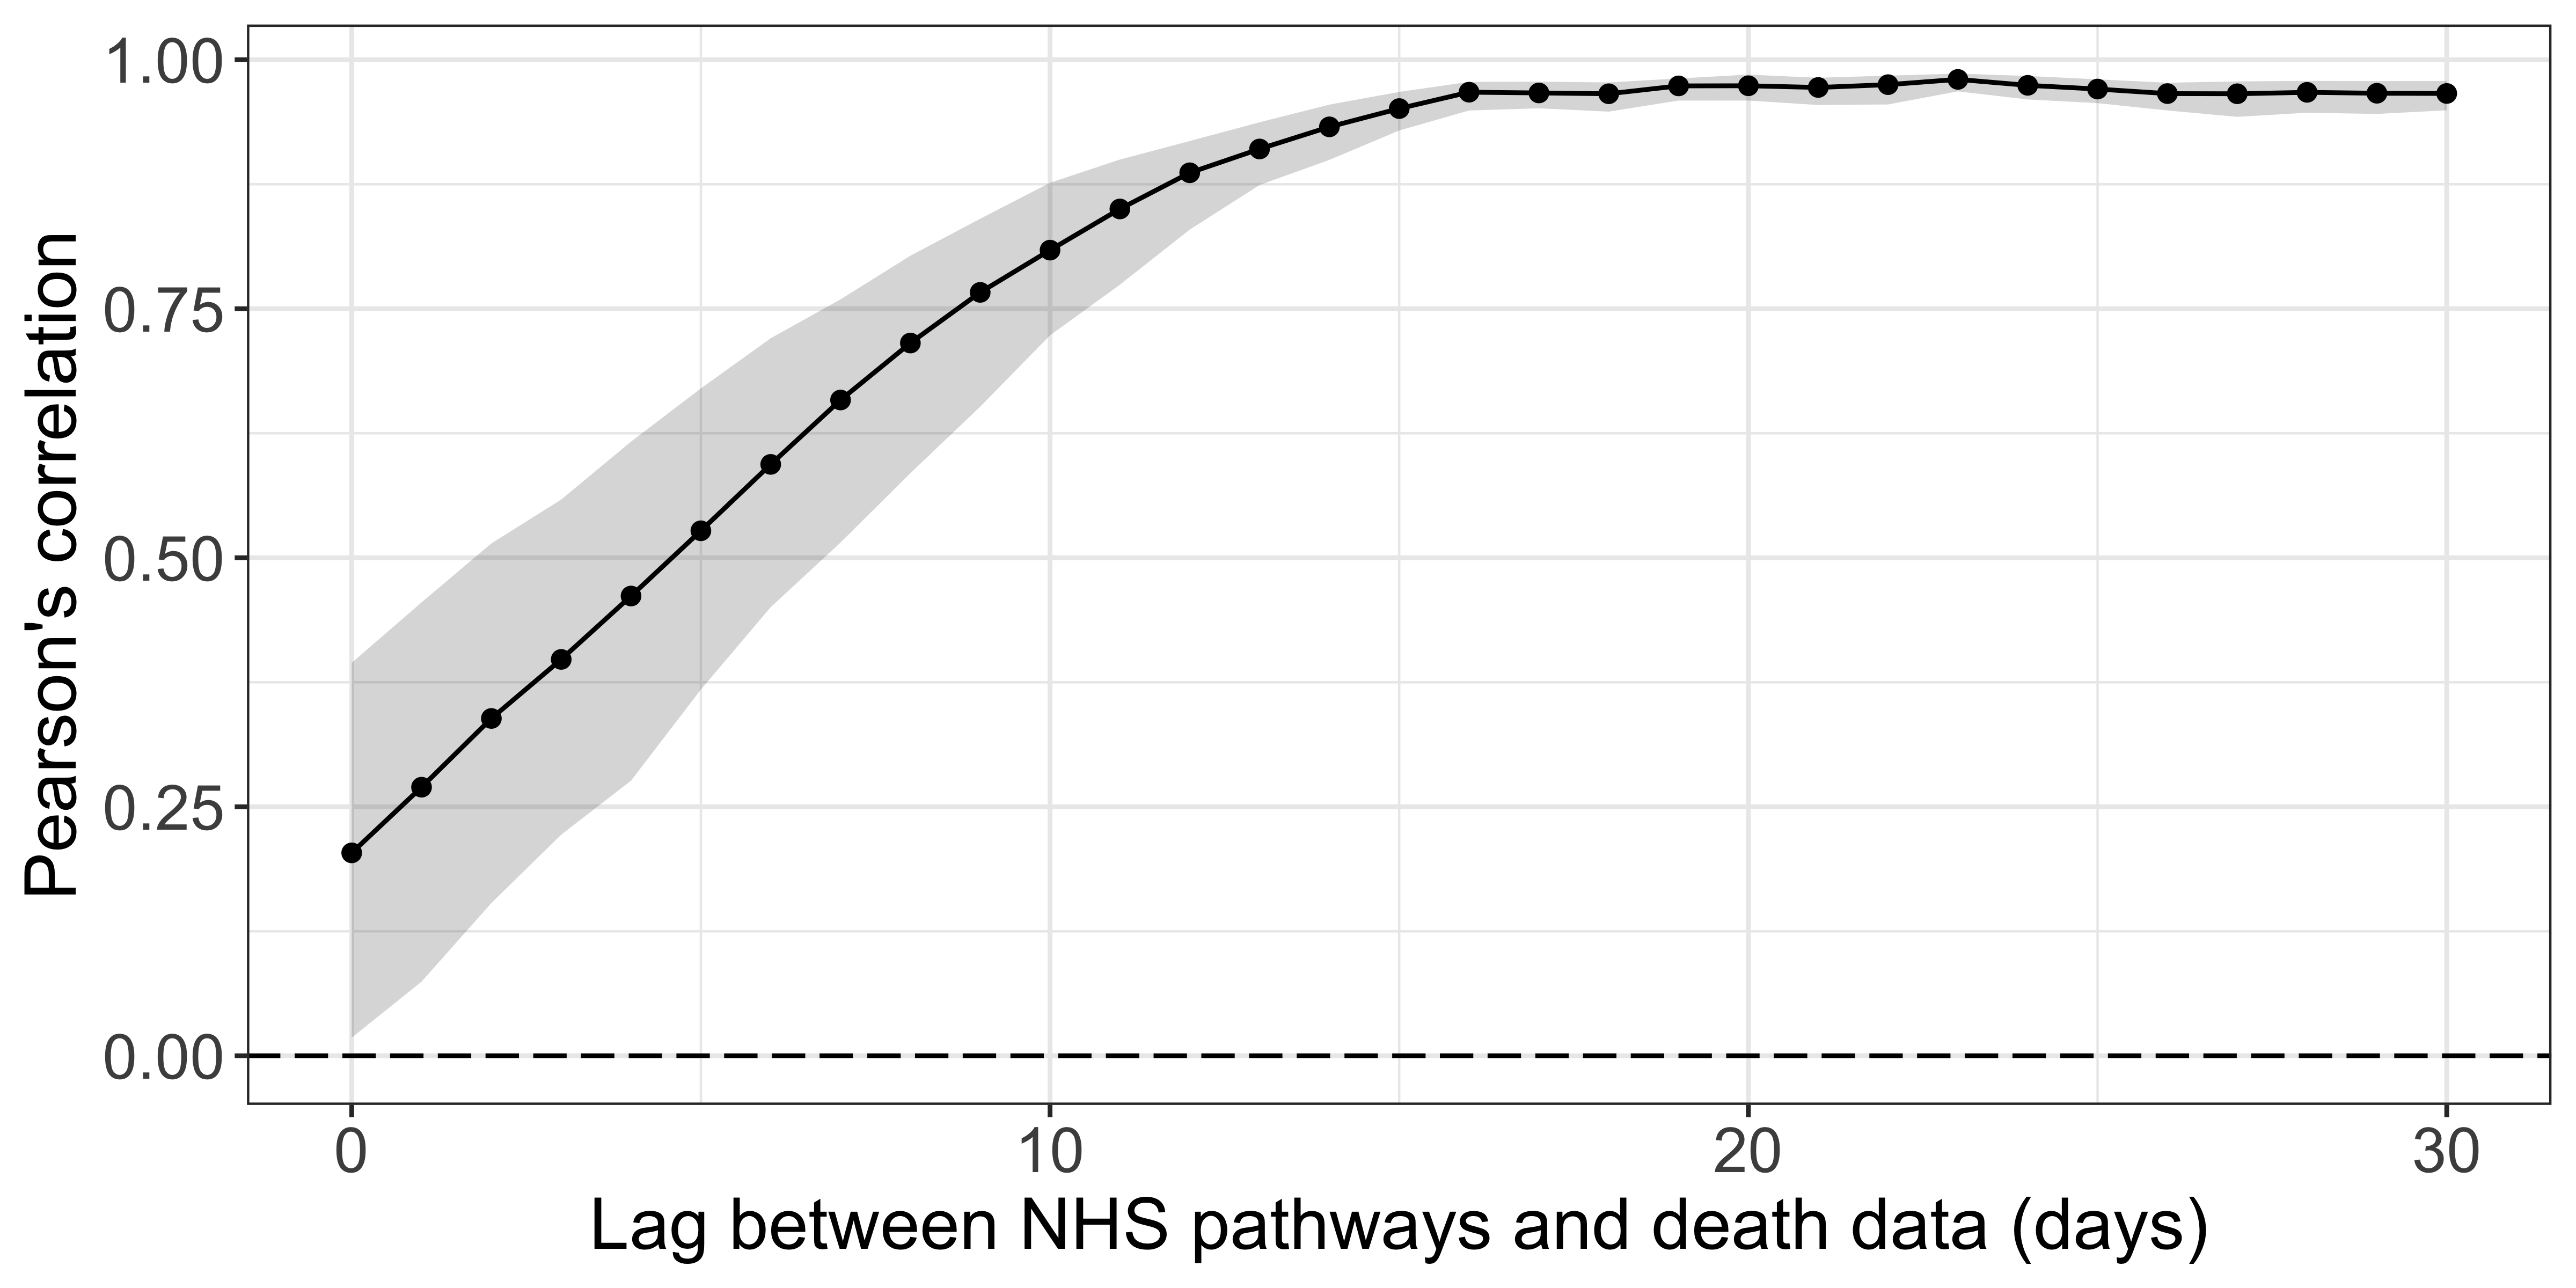 Pearson's correlation
1.00
0.75
0.50
0.25
0.00
0 10 20 30
Lag between NHS pathways and death data (days)